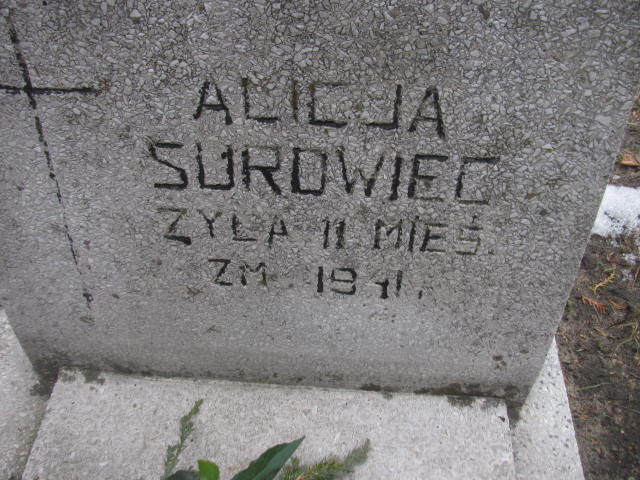 ALICJA
SUROWIEC
ŻYŁA 11 MIEŚ.
ZM. 1941.